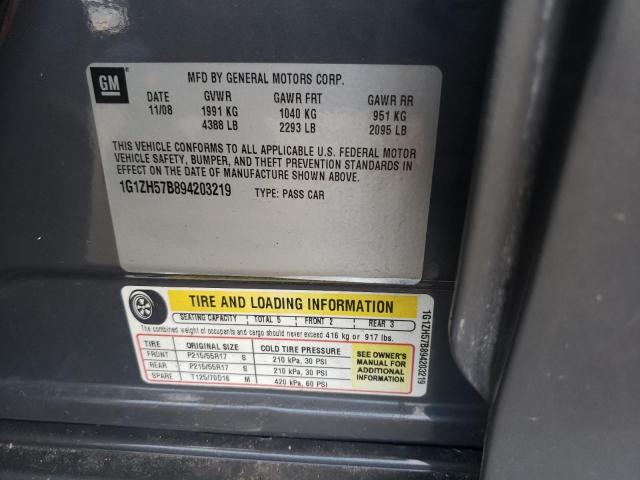 GM
MFD BY GENERAL MOTORS CORP.
DATE GVWR GAWR FRT GAWR RR
11/08 1991 KG 1040 KG 951 KG
4388 LB 2293 LB 2095 LB
THIS VEHICLE CONFORMS TO ALL APPLICABLE U.S. FEDERAL MOTOR
VEHICLE SAFETY, BUMPER, AND THEFT PREVENTION STANDARDS IN
EFFECT ON THE DATE OF MANUFACTURE SHOWN ABOVE.
1G1ZH57B894203219 TYPE: PASS CAR
TIRE AND LOADING INFORMATION
SEATING CAPACITY TOTAL 5 FRONT 2 REAR 3
The combined weight of occupants and cargo should never exceed 416 kg or 917 lbs.
TIRE ORIGINAL SIZE COLD TIRE PRESSURE
FRONT P215/55R17 S 210 kPa, 30 PSI
REAR P215/55R17 S 210 kPa, 30 PSI
SPARE T125/70D16 M 420 kPa, 60 PSI
SEE OWNER'S
MANUAL FOR
ADDITIONAL
INFORMATION
1G1ZH57B894203219